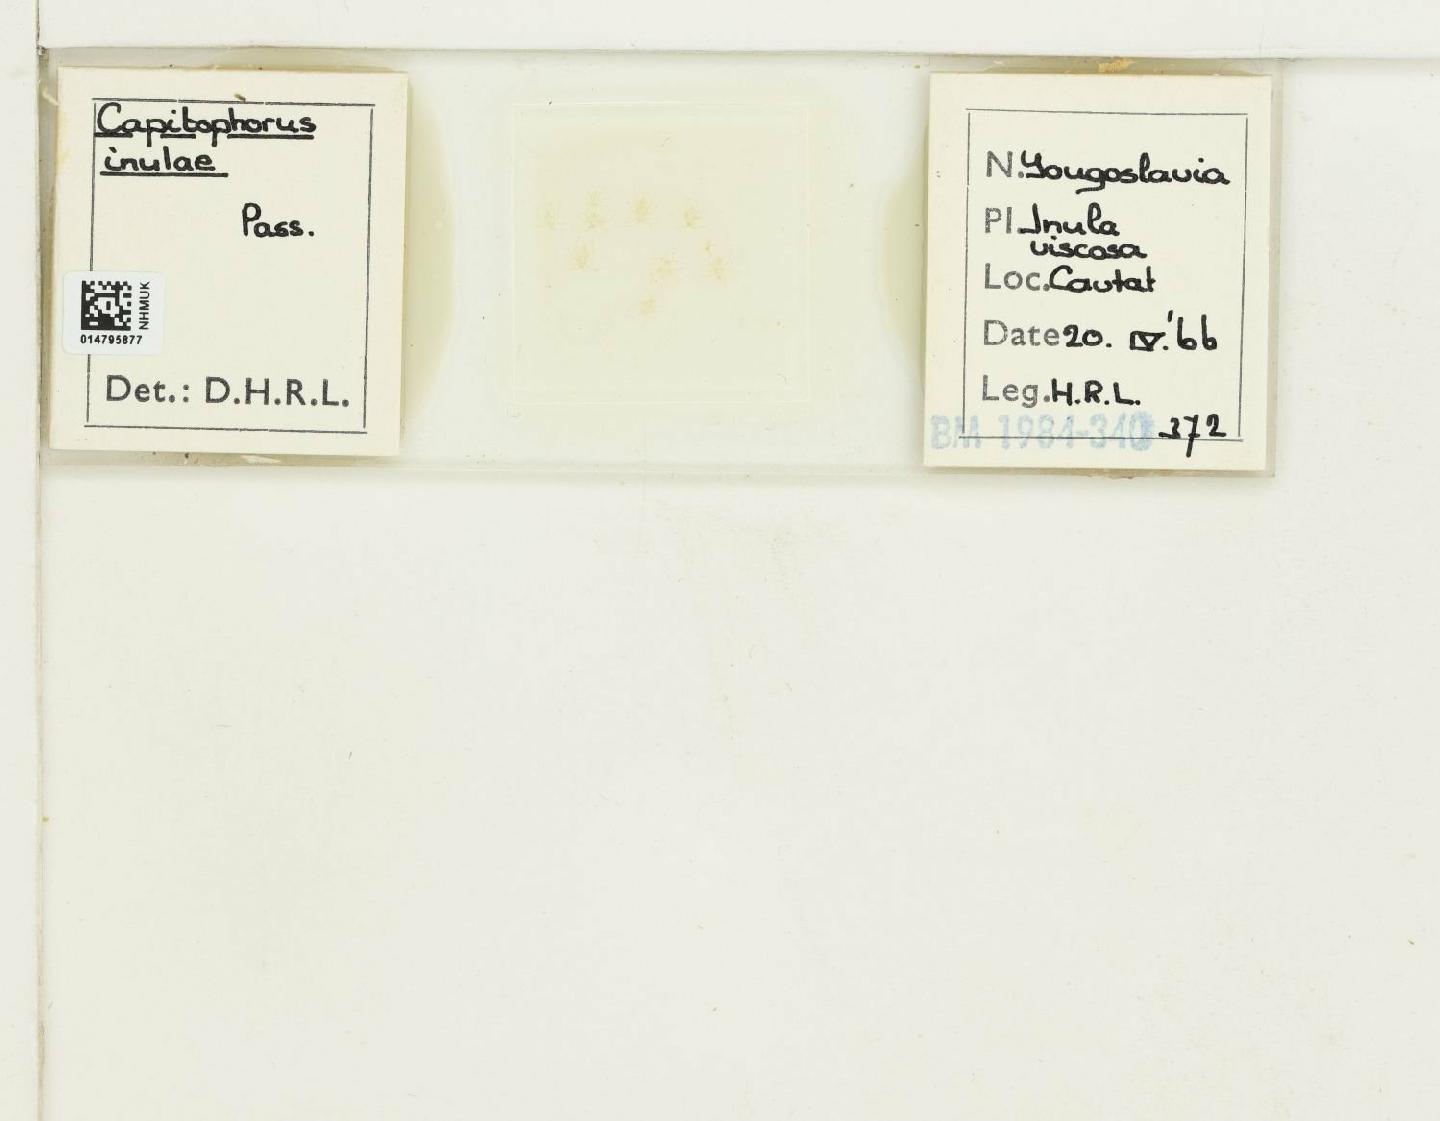 Capitophorus
inulae
Pass.
NHMUK
014795877
Det.: D.H.R.L.
N. Yougoslavia
Pl. Inula
viscosa
Loc. Cavtat
Date 20. IV.'66
Leg. H.R.L.
BM 1984-340
372